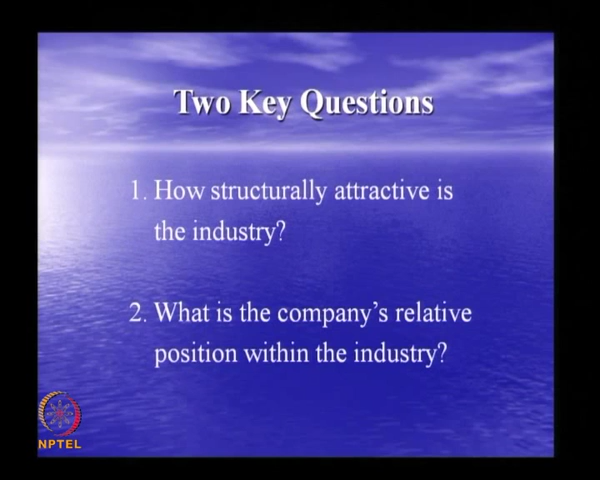 Two Key Questions
1. How structurally attractive is
the industry?
2. What is the company's relative
position within the industry?
NPTEL